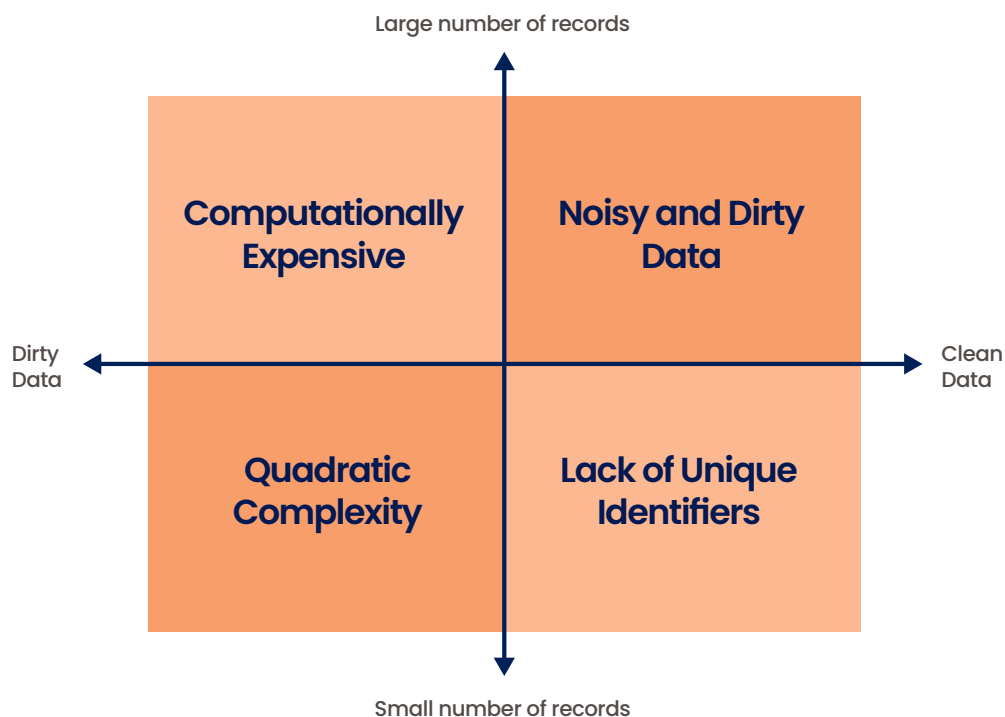 Large number of records
Computationally
Expensive
Noisy and Dirty
Data
Dirty
Data
Clean
Data
Quadratic
Complexity
Lack of Unique
Identifiers
Small number of records